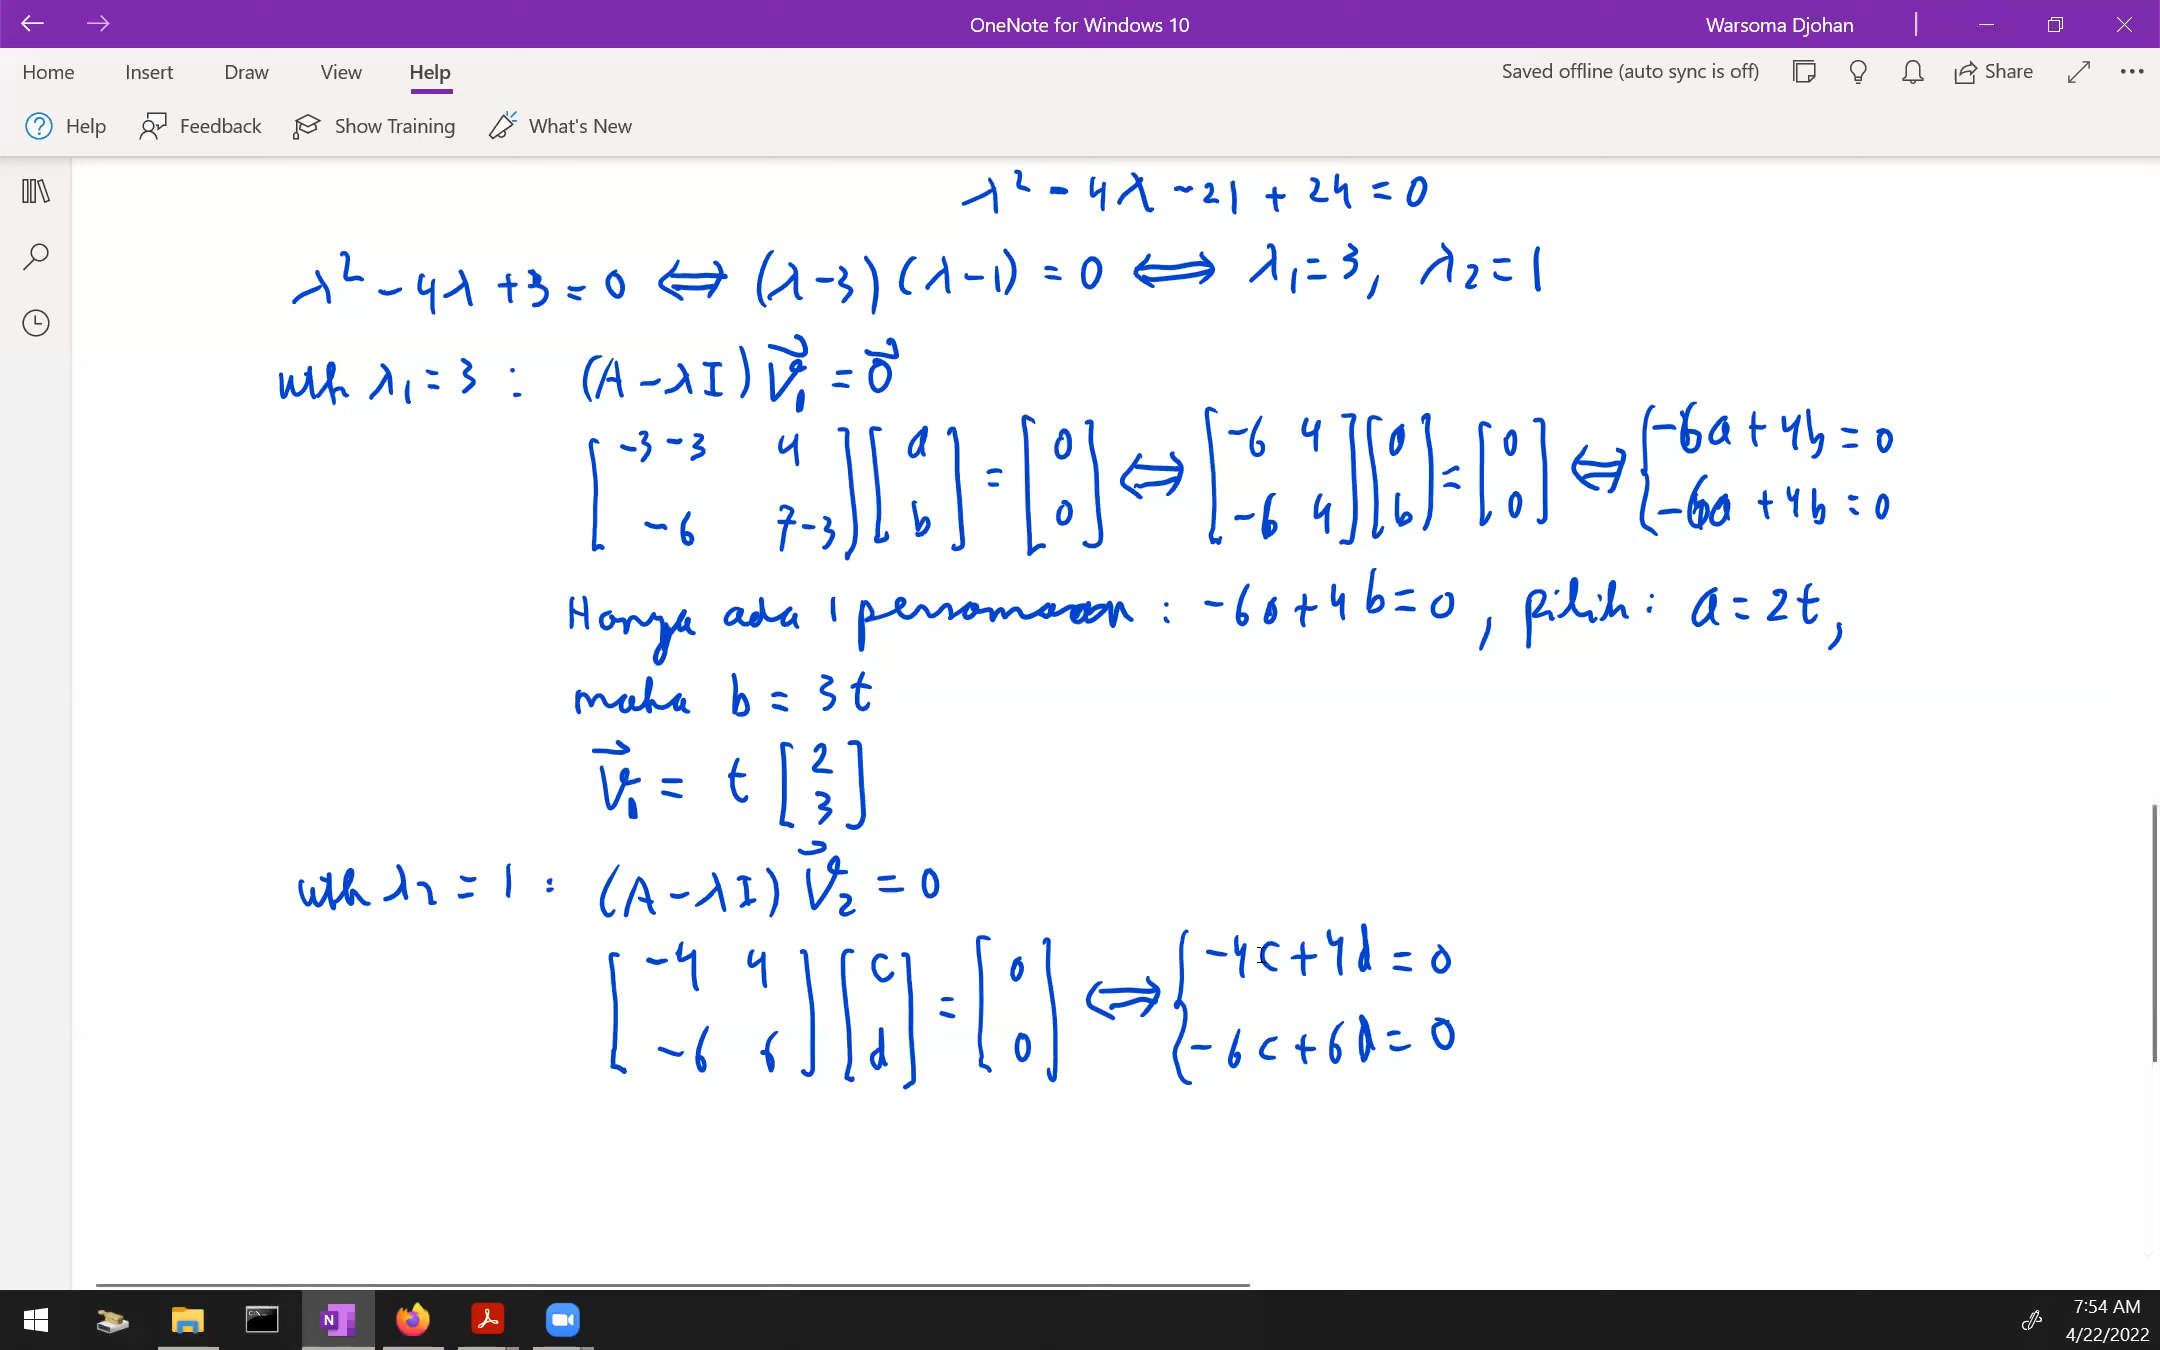 OneNote for Windows 10
Warsoma Djohan
Home Insert Draw View Help
Saved offline (auto sync is off) Share
Help Feedback Show Training What's New
λ² - 4λ - 21 + 24 = 0
λ² - 4λ + 3 = 0 ⟺ (λ-3)(λ-1) = 0 ⟺ λ₁ = 3, λ₂ = 1
utk λ₁ = 3 : (A - λI) V⃗₁ = 0⃗
[-3-3 4; -6 7-3] [a; b] = [0; 0] ⟺ [-6 4; -6 4] [a; b] = [0; 0] ⟺ { -6a + 4b = 0; -6a + 4b = 0
Hanya ada 1 persamaan : -6a + 4b = 0, pilih : a = 2t,
maka b = 3t
V⃗₁ = t [2; 3]
utk λ₂ = 1 : (A - λI) V⃗₂ = 0
[-4 4; -6 6] [c; d] = [0; 0] ⟺ { -4c + 4d = 0; -6c + 6d = 0
7:54 AM
4/22/2022